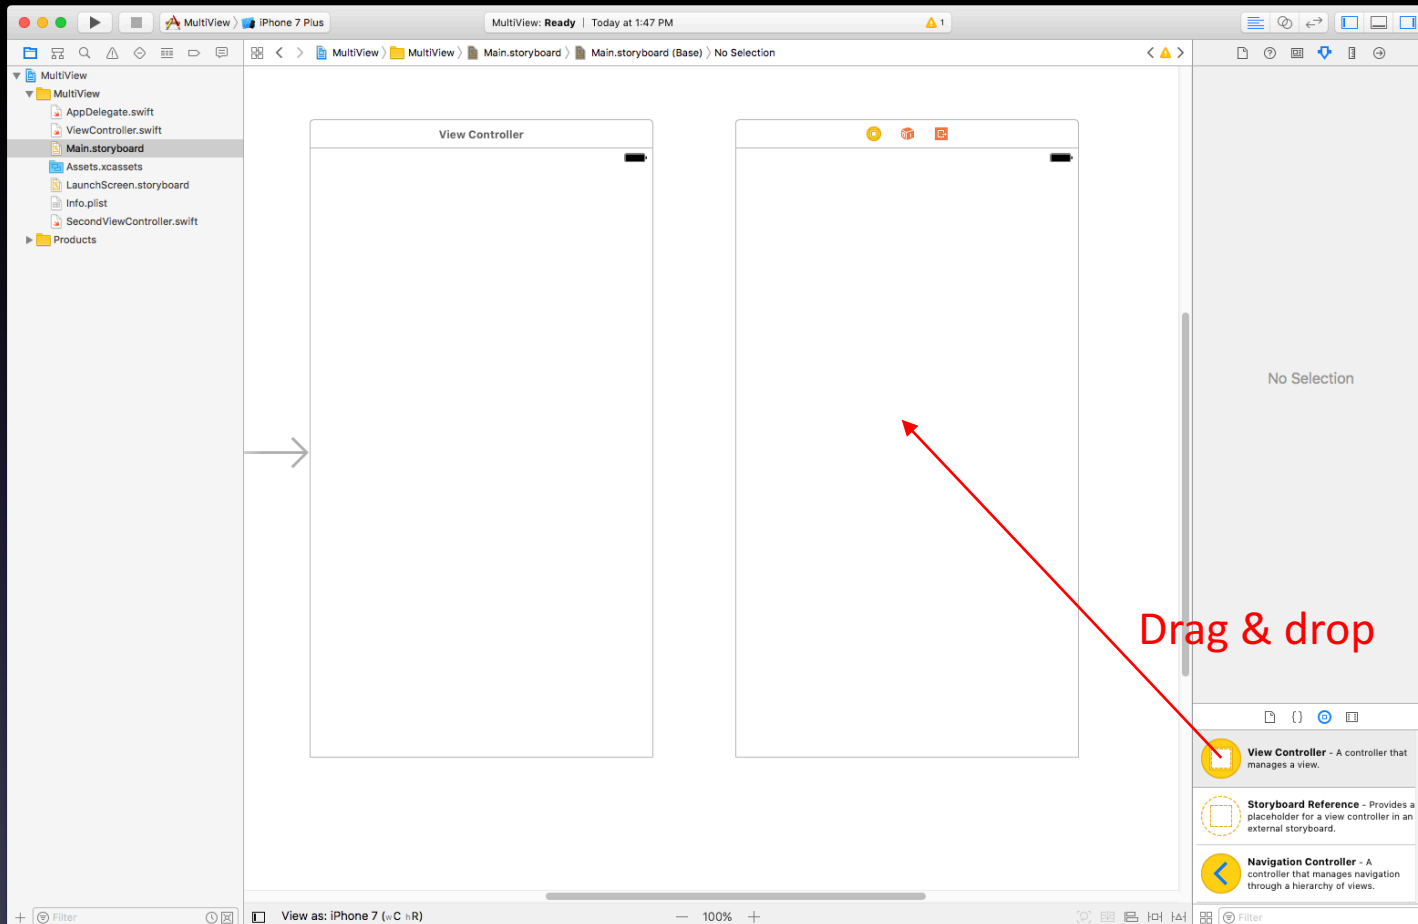 MultiView 〉 iPhone 7 Plus
MultiView: Ready | Today at 1:47 PM
1
MultiView 〉 MultiView 〉 Main.storyboard 〉 Main.storyboard (Base) 〉 No Selection
MultiView
MultiView
AppDelegate.swift
ViewController.swift
Main.storyboard
Assets.xcassets
LaunchScreen.storyboard
Info.plist
SecondViewController.swift
Products
View Controller
No Selection
Drag & drop
View Controller - A controller that
manages a view.
Storyboard Reference - Provides a
placeholder for a view controller in an
external storyboard.
Navigation Controller - A
controller that manages navigation
through a hierarchy of views.
Filter
View as: iPhone 7 (wC hR)
— 100% +
Filter